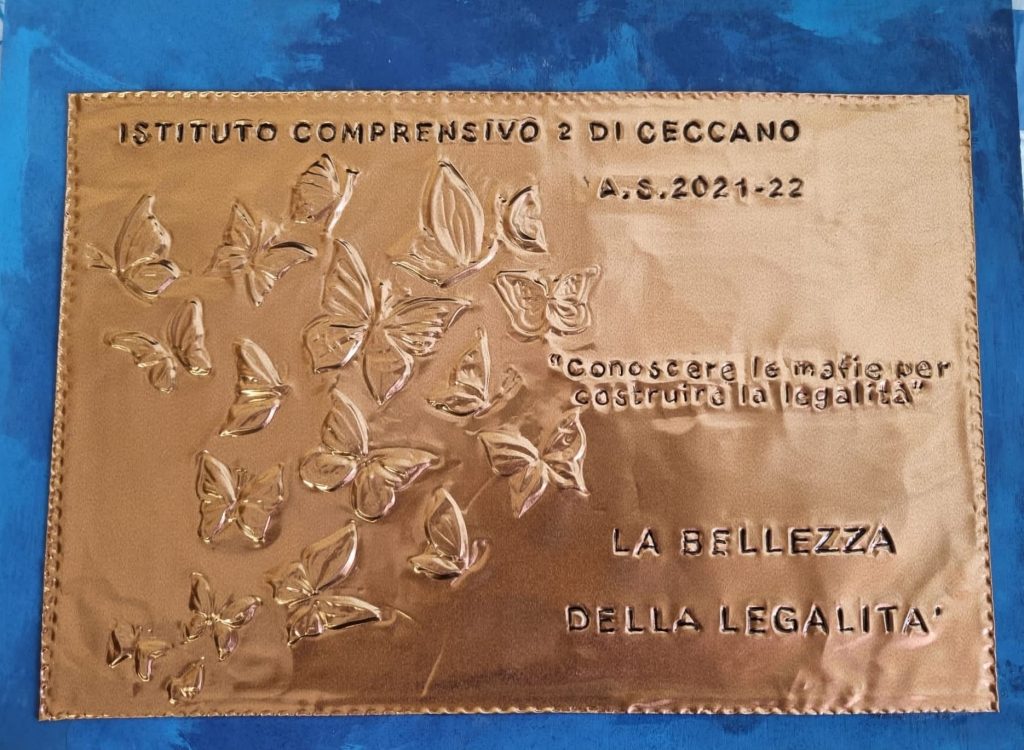 ISTITUTO COMPRENSIVO 2 DI CECCANO
A.S.2021-22
"Conoscere le mafie per
costruire la legalità"
LA BELLEZZA
DELLA LEGALITA'